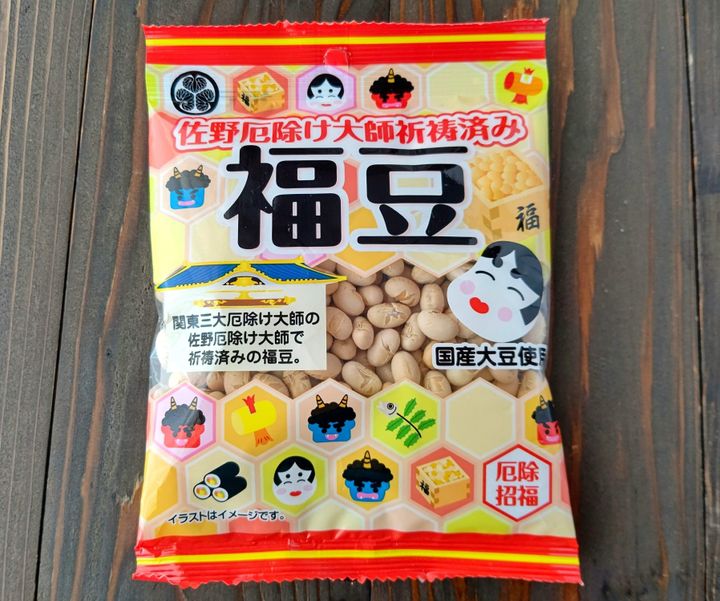 佐野厄除け大師祈祷済み
福豆
福
関東三大厄除け大師の
佐野厄除け大師で
祈祷済みの福豆。
国産大豆使用
福
厄除
招福
イラストはイメージです。